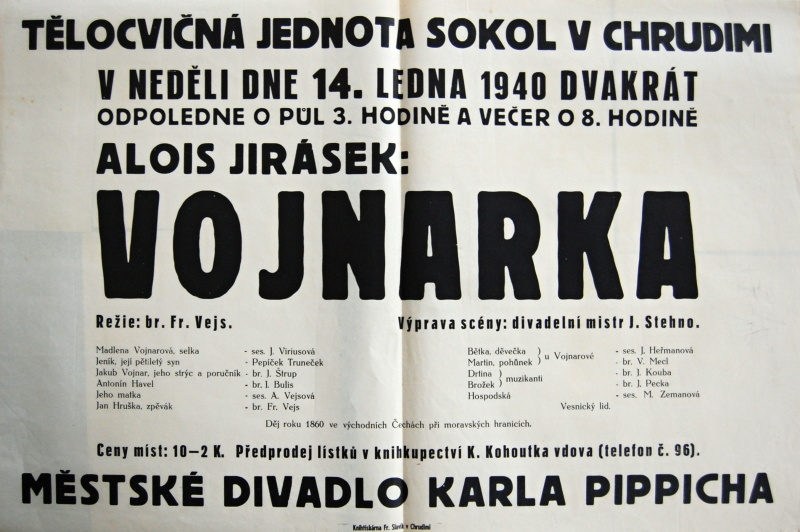 TĚLOCVIČNÁ JEDNOTA SOKOL V CHRUDIMI
V NEDĚLI DNE 14. LEDNA 1940 DVAKRÁT
ODPOLEDNE O PŮL 3. HODINĚ A VEČER O 8. HODINĚ
ALOIS JIRÁSEK:
VOJNARKA
Režie: br. Fr. Vejs. Výprava scény: divadelní mistr J. Stehno.
Madlena Vojnarová, selka - ses. J. Viriusová
Jeník, její pětiletý syn - Pepíček Truneček
Jakub Vojnar, jeho strýc a poručník - br. J. Štrup
Antonín Havel - br. J. Bulis
Jeho matka - ses. A. Vejsová
Jan Hruška, zpěvák - br. Fr. Vejs
Bětka, děvečka ) u Vojnarové - ses. J. Heřmanová
Martin, pohůnek ) - br. V. Mecl
Drtina ) muzikanti - br. J. Kouba
Brožek ) - br. J. Pecka
Hospodská - ses. M. Zemanová
Vesnický lid.
Děj roku 1860 ve východních Čechách při moravských hranicích.
Ceny míst: 10—2 K. Předprodej lístků v knihkupectví K. Kohoutka vdova (telefon č. 96).
MĚSTSKÉ DIVADLO KARLA PIPPICHA
Knihtiskárna Fr. Slavík v Chrudimi